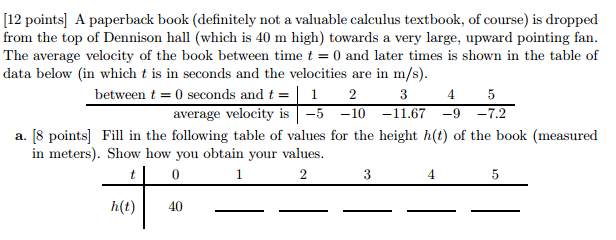 [12 points] A paperback book (definitely not a valuable calculus textbook, of course) is dropped
from the top of Dennison hall (which is 40 m high) towards a very large, upward pointing fan.
The average velocity of the book between time t = 0 and later times is shown in the table of
data below (in which t is in seconds and the velocities are in m/s).
between t = 0 seconds and t = 1 2 3 4 5
average velocity is −5 −10 −11.67 −9 −7.2
a. [8 points] Fill in the following table of values for the height h(t) of the book (measured
in meters). Show how you obtain your values.
t 0 1 2 3 4 5
h(t) 40